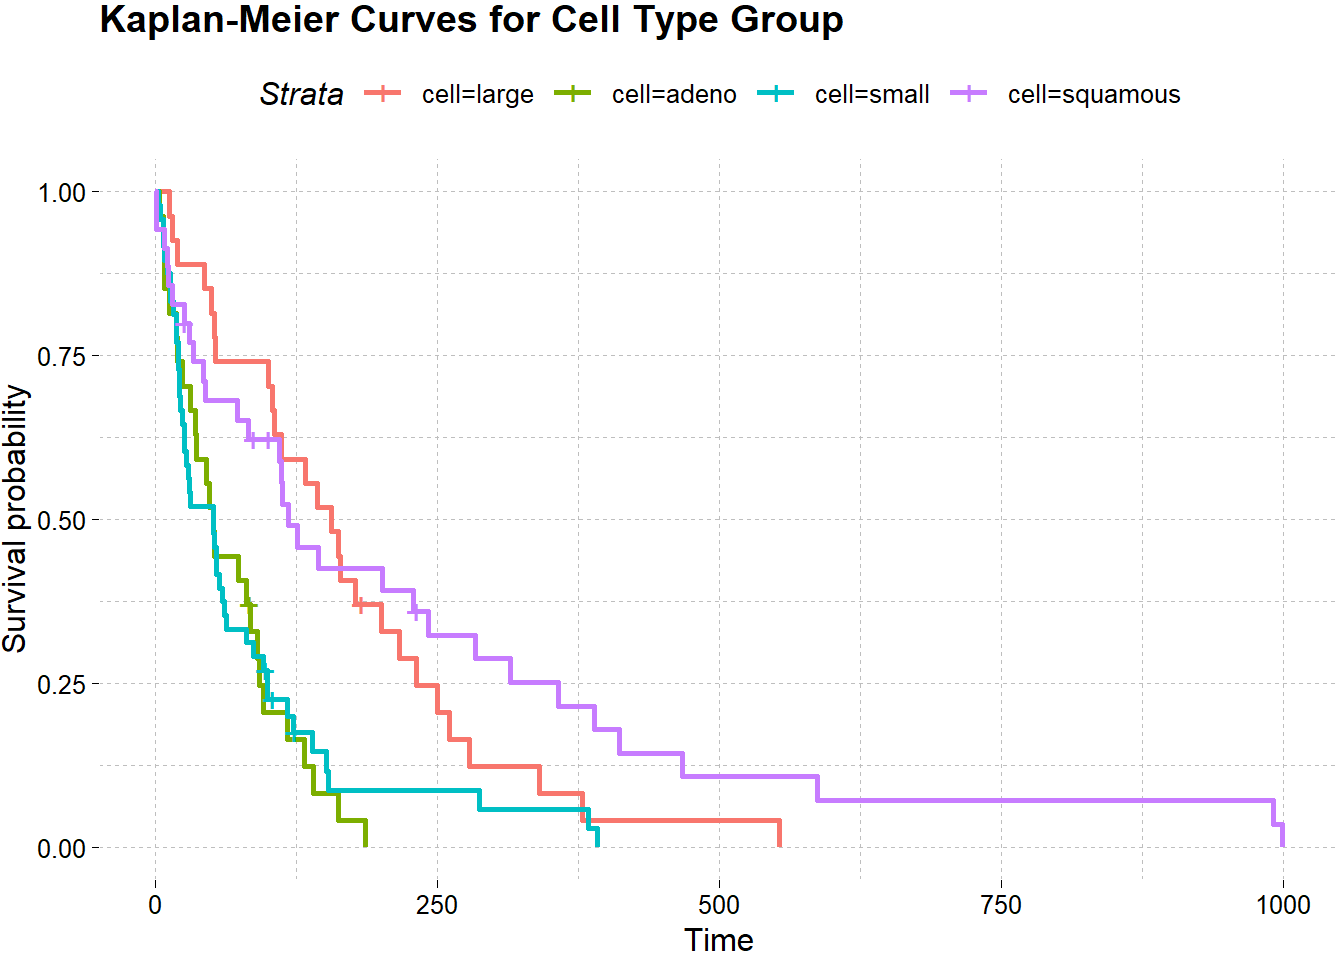 Kaplan-Meier Curves for Cell Type Group
Strata cell=large cell=adeno cell=small cell=squamous
Survival probability
1.00
0.75
0.50
0.25
0.00
0 250 500 750 1000
Time